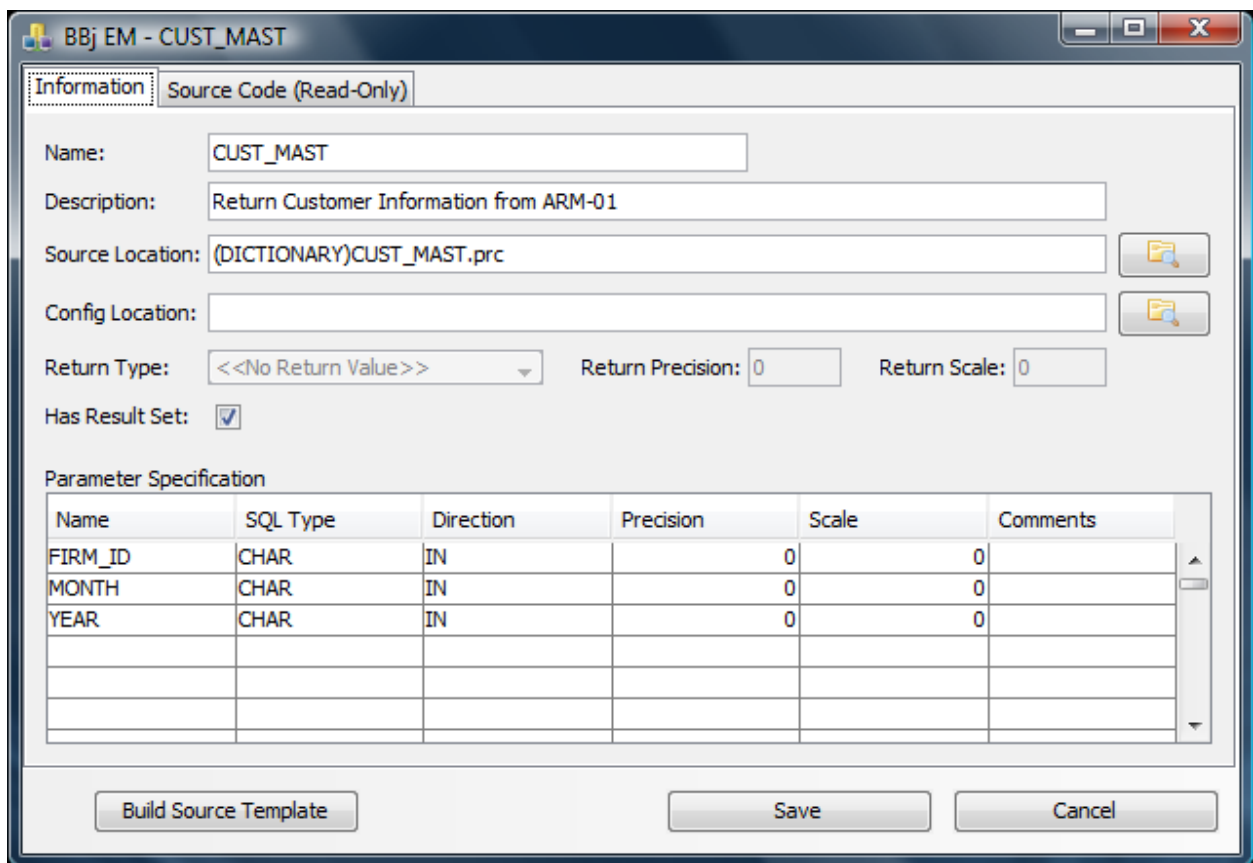 BBj EM - CUST_MAST
Information Source Code (Read-Only)
Name: CUST_MAST
Description: Return Customer Information from ARM-01
Source Location: (DICTIONARY)CUST_MAST.prc
Config Location:
Return Type: <<No Return Value>> Return Precision: 0 Return Scale: 0
Has Result Set:
Parameter Specification
Name SQL Type Direction Precision Scale Comments
FIRM_ID CHAR IN 0 0
MONTH CHAR IN 0 0
YEAR CHAR IN 0 0
Build Source Template Save Cancel